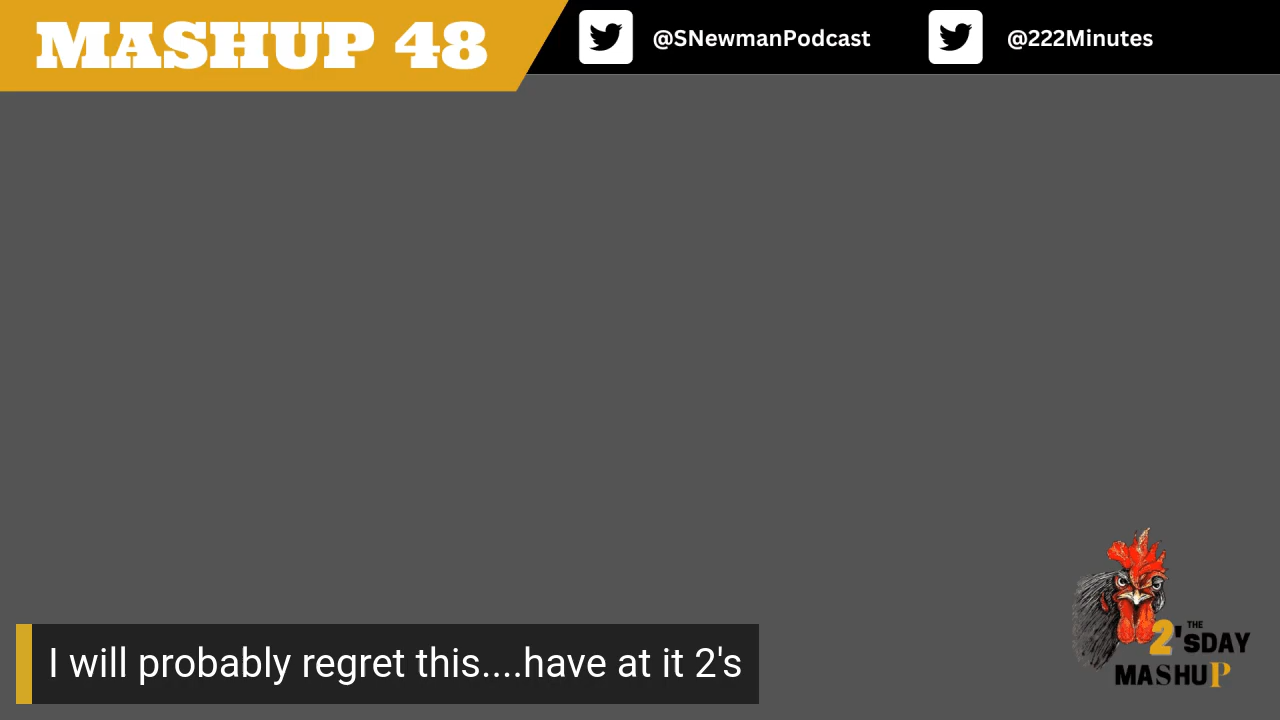 MASHUP 48
@SNewmanPodcast
@222Minutes
THE
2'SDAY
MASHUP
I will probably regret this....have at it 2's